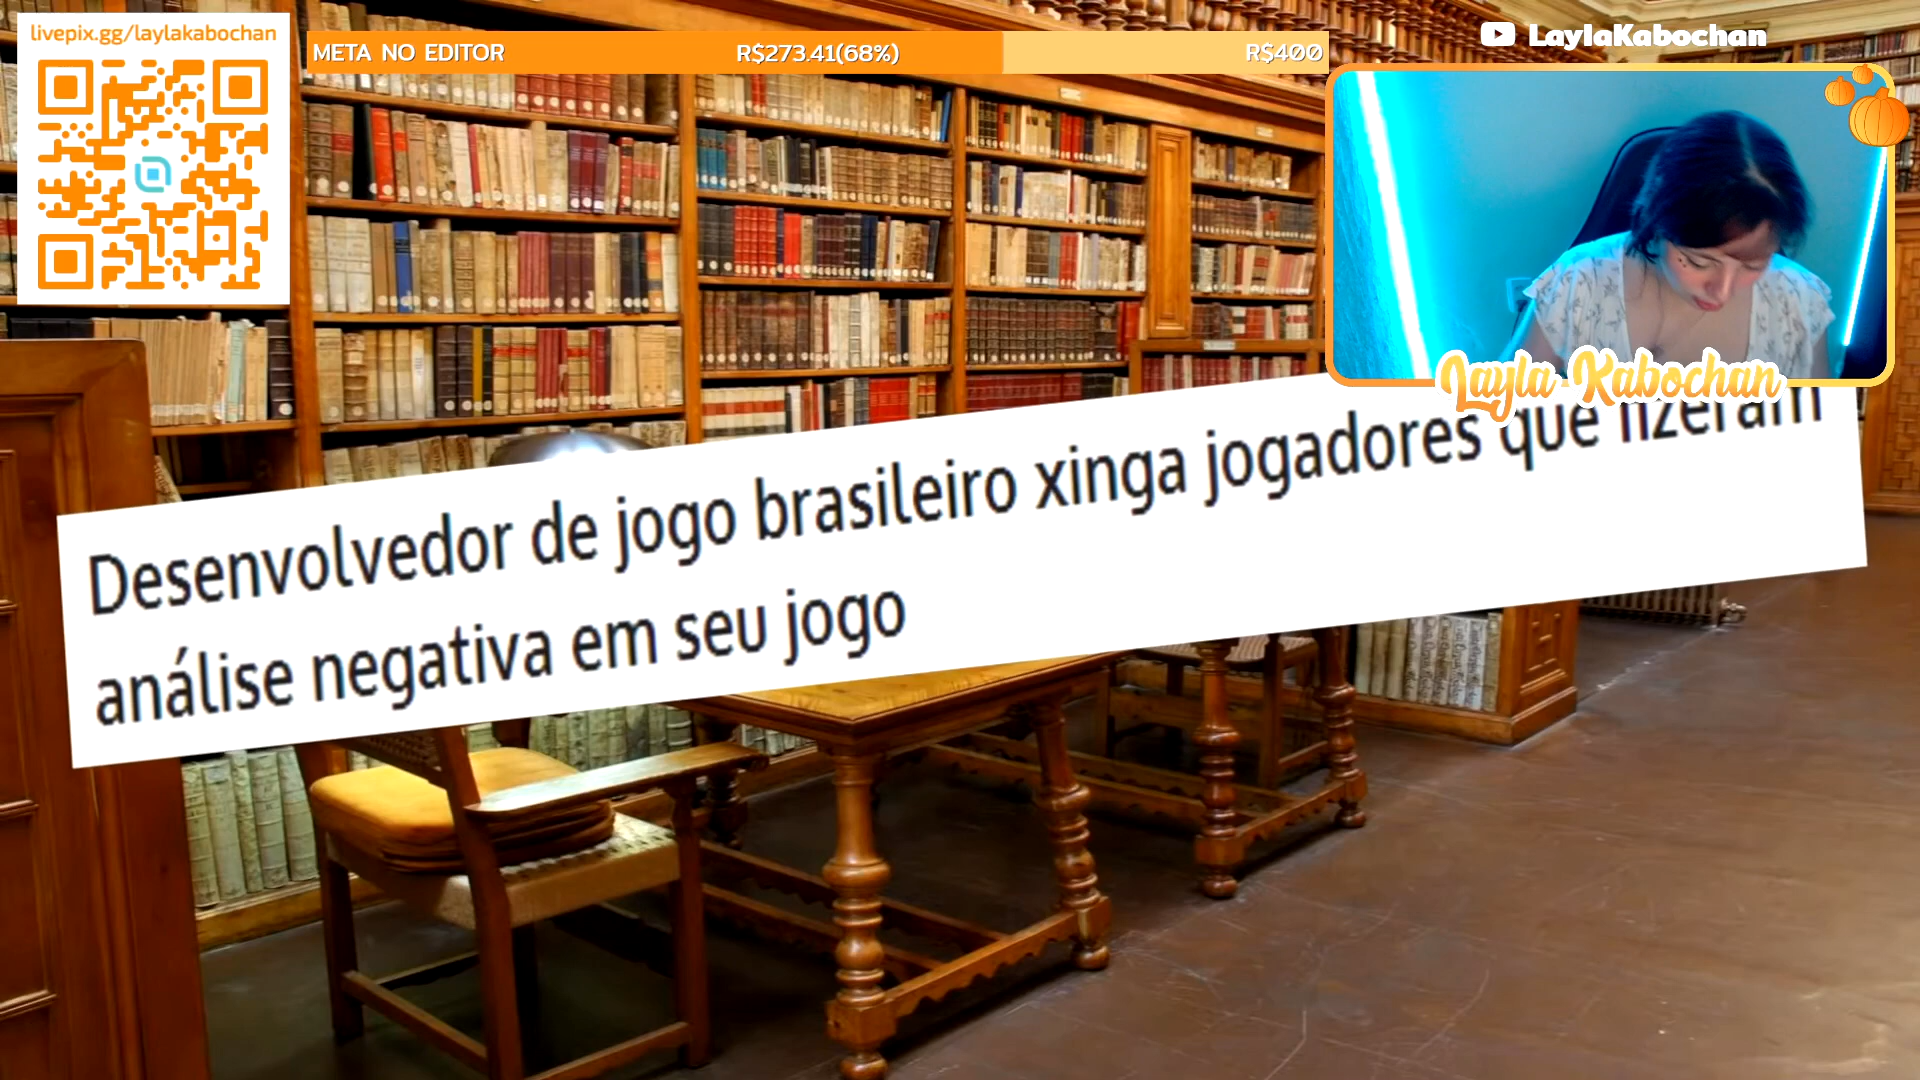 livepix.gg/laylakabochan
META NO EDITOR
R$273.41(68%)
R$400
LaylaKabochan
Layla Kabochan
Desenvolvedor de jogo brasileiro xinga jogadores que fizeram
análise negativa em seu jogo